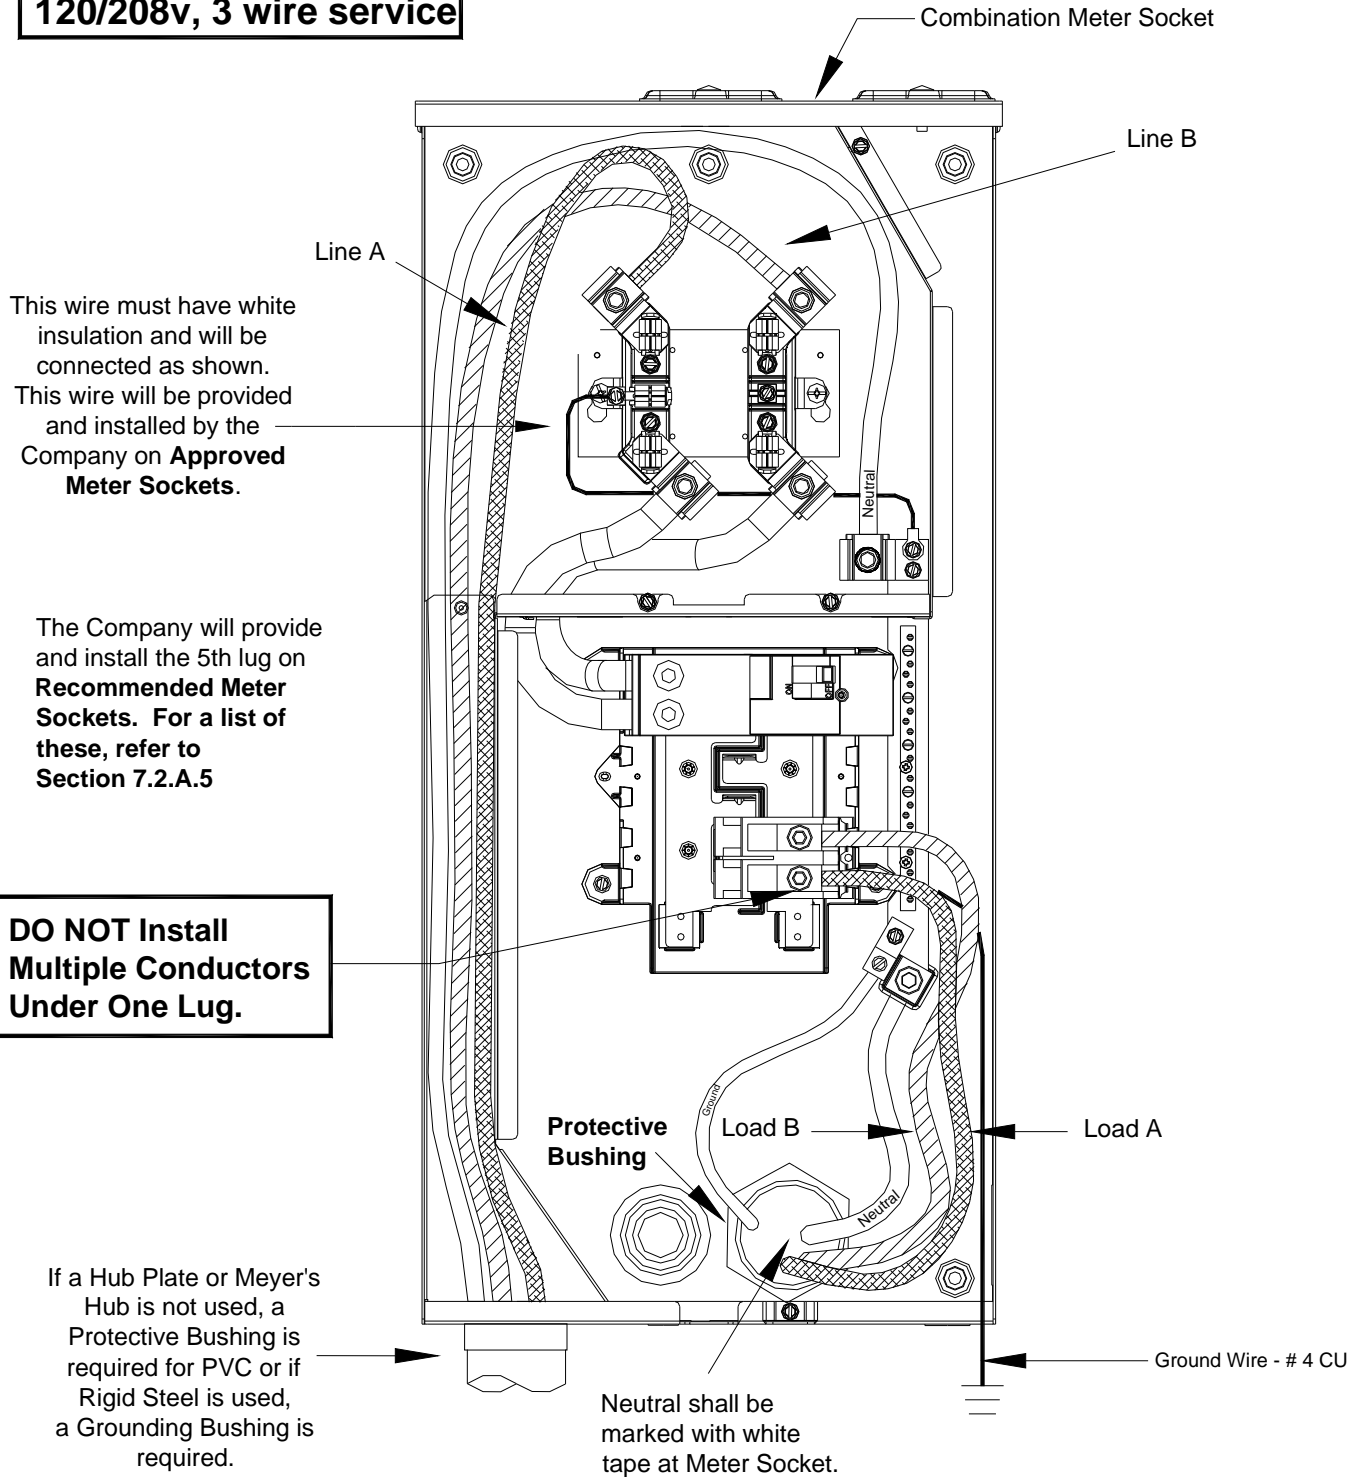 120/208v, 3 wire service
Combination Meter Socket
Line B
Line A
This wire must have white
insulation and will be
connected as shown.
This wire will be provided
and installed by the
Company on Approved
Meter Sockets.
Neutral
The Company will provide
and install the 5th lug on
Recommended Meter
Sockets. For a list of
these, refer to
Section 7.2.A.5
ON
OFF
DO NOT Install
Multiple Conductors
Under One Lug.
Ground
Protective
Bushing
Load B
Load A
Neutral
If a Hub Plate or Meyer's
Hub is not used, a
Protective Bushing is
required for PVC or if
Rigid Steel is used,
a Grounding Bushing is
required.
Ground Wire - # 4 CU
Neutral shall be
marked with white
tape at Meter Socket.